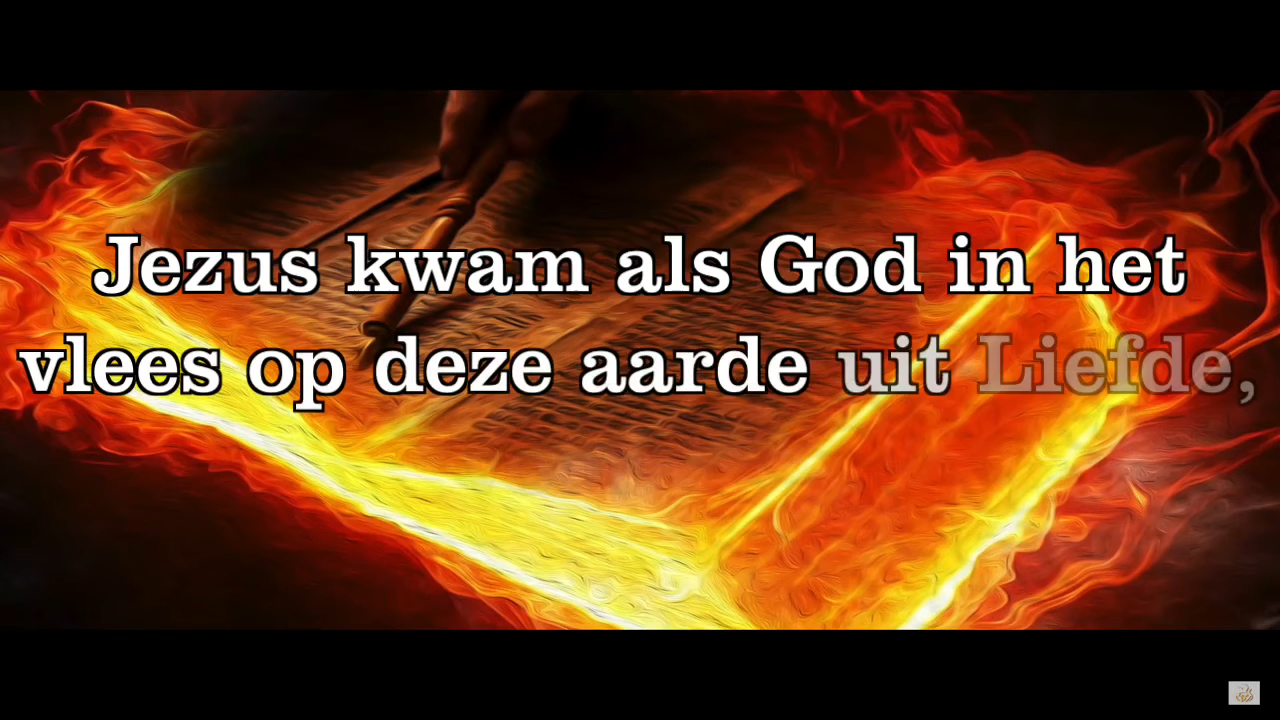 Jezus kwam als God in het
vlees op deze aarde uit Liefde,